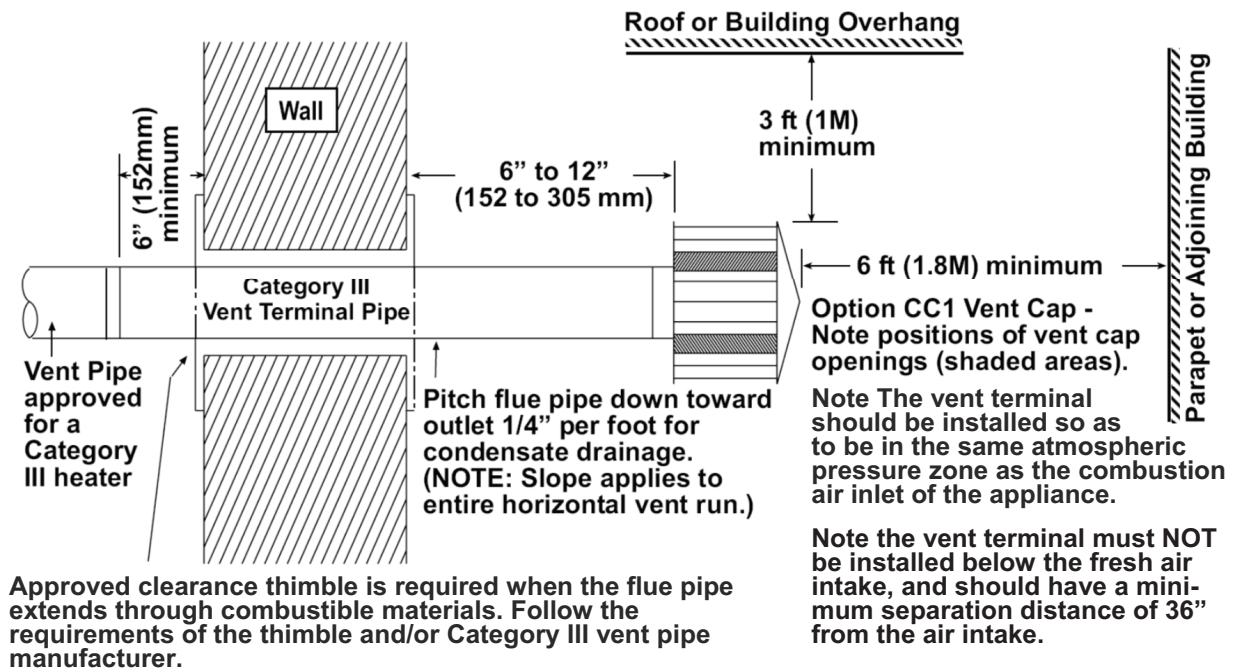 Roof or Building Overhang
Wall
6” (152mm)
minimum
6” to 12”
(152 to 305 mm)
3 ft (1M)
minimum
Parapet or Adjoining Building
6 ft (1.8M) minimum
Category III
Vent Terminal Pipe
Option CC1 Vent Cap -
Note positions of vent cap
openings (shaded areas).
Vent Pipe
approved
for a
Category
III heater
Pitch flue pipe down toward
outlet 1/4” per foot for
condensate drainage.
(NOTE: Slope applies to
entire horizontal vent run.)
Note The vent terminal
should be installed so as
to be in the same atmospheric
pressure zone as the combustion
air inlet of the appliance.
Note the vent terminal must NOT
be installed below the fresh air
intake, and should have a mini-
mum separation distance of 36”
from the air intake.
Approved clearance thimble is required when the flue pipe
extends through combustible materials. Follow the
requirements of the thimble and/or Category III vent pipe
manufacturer.